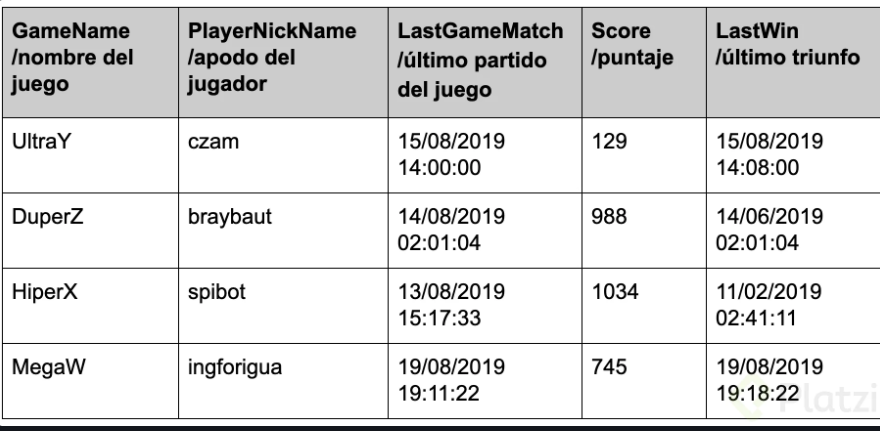 GameName /nombre del juego | PlayerNickName /apodo del jugador | LastGameMatch /último partido del juego | Score /puntaje | LastWin /último triunfo
UltraY | czam | 15/08/2019 14:00:00 | 129 | 15/08/2019 14:08:00
DuperZ | braybaut | 14/08/2019 02:01:04 | 988 | 14/06/2019 02:01:04
HiperX | spibot | 13/08/2019 15:17:33 | 1034 | 11/02/2019 02:41:11
MegaW | ingforigua | 19/08/2019 19:11:22 | 745 | 19/08/2019 19:18:22
Platzi